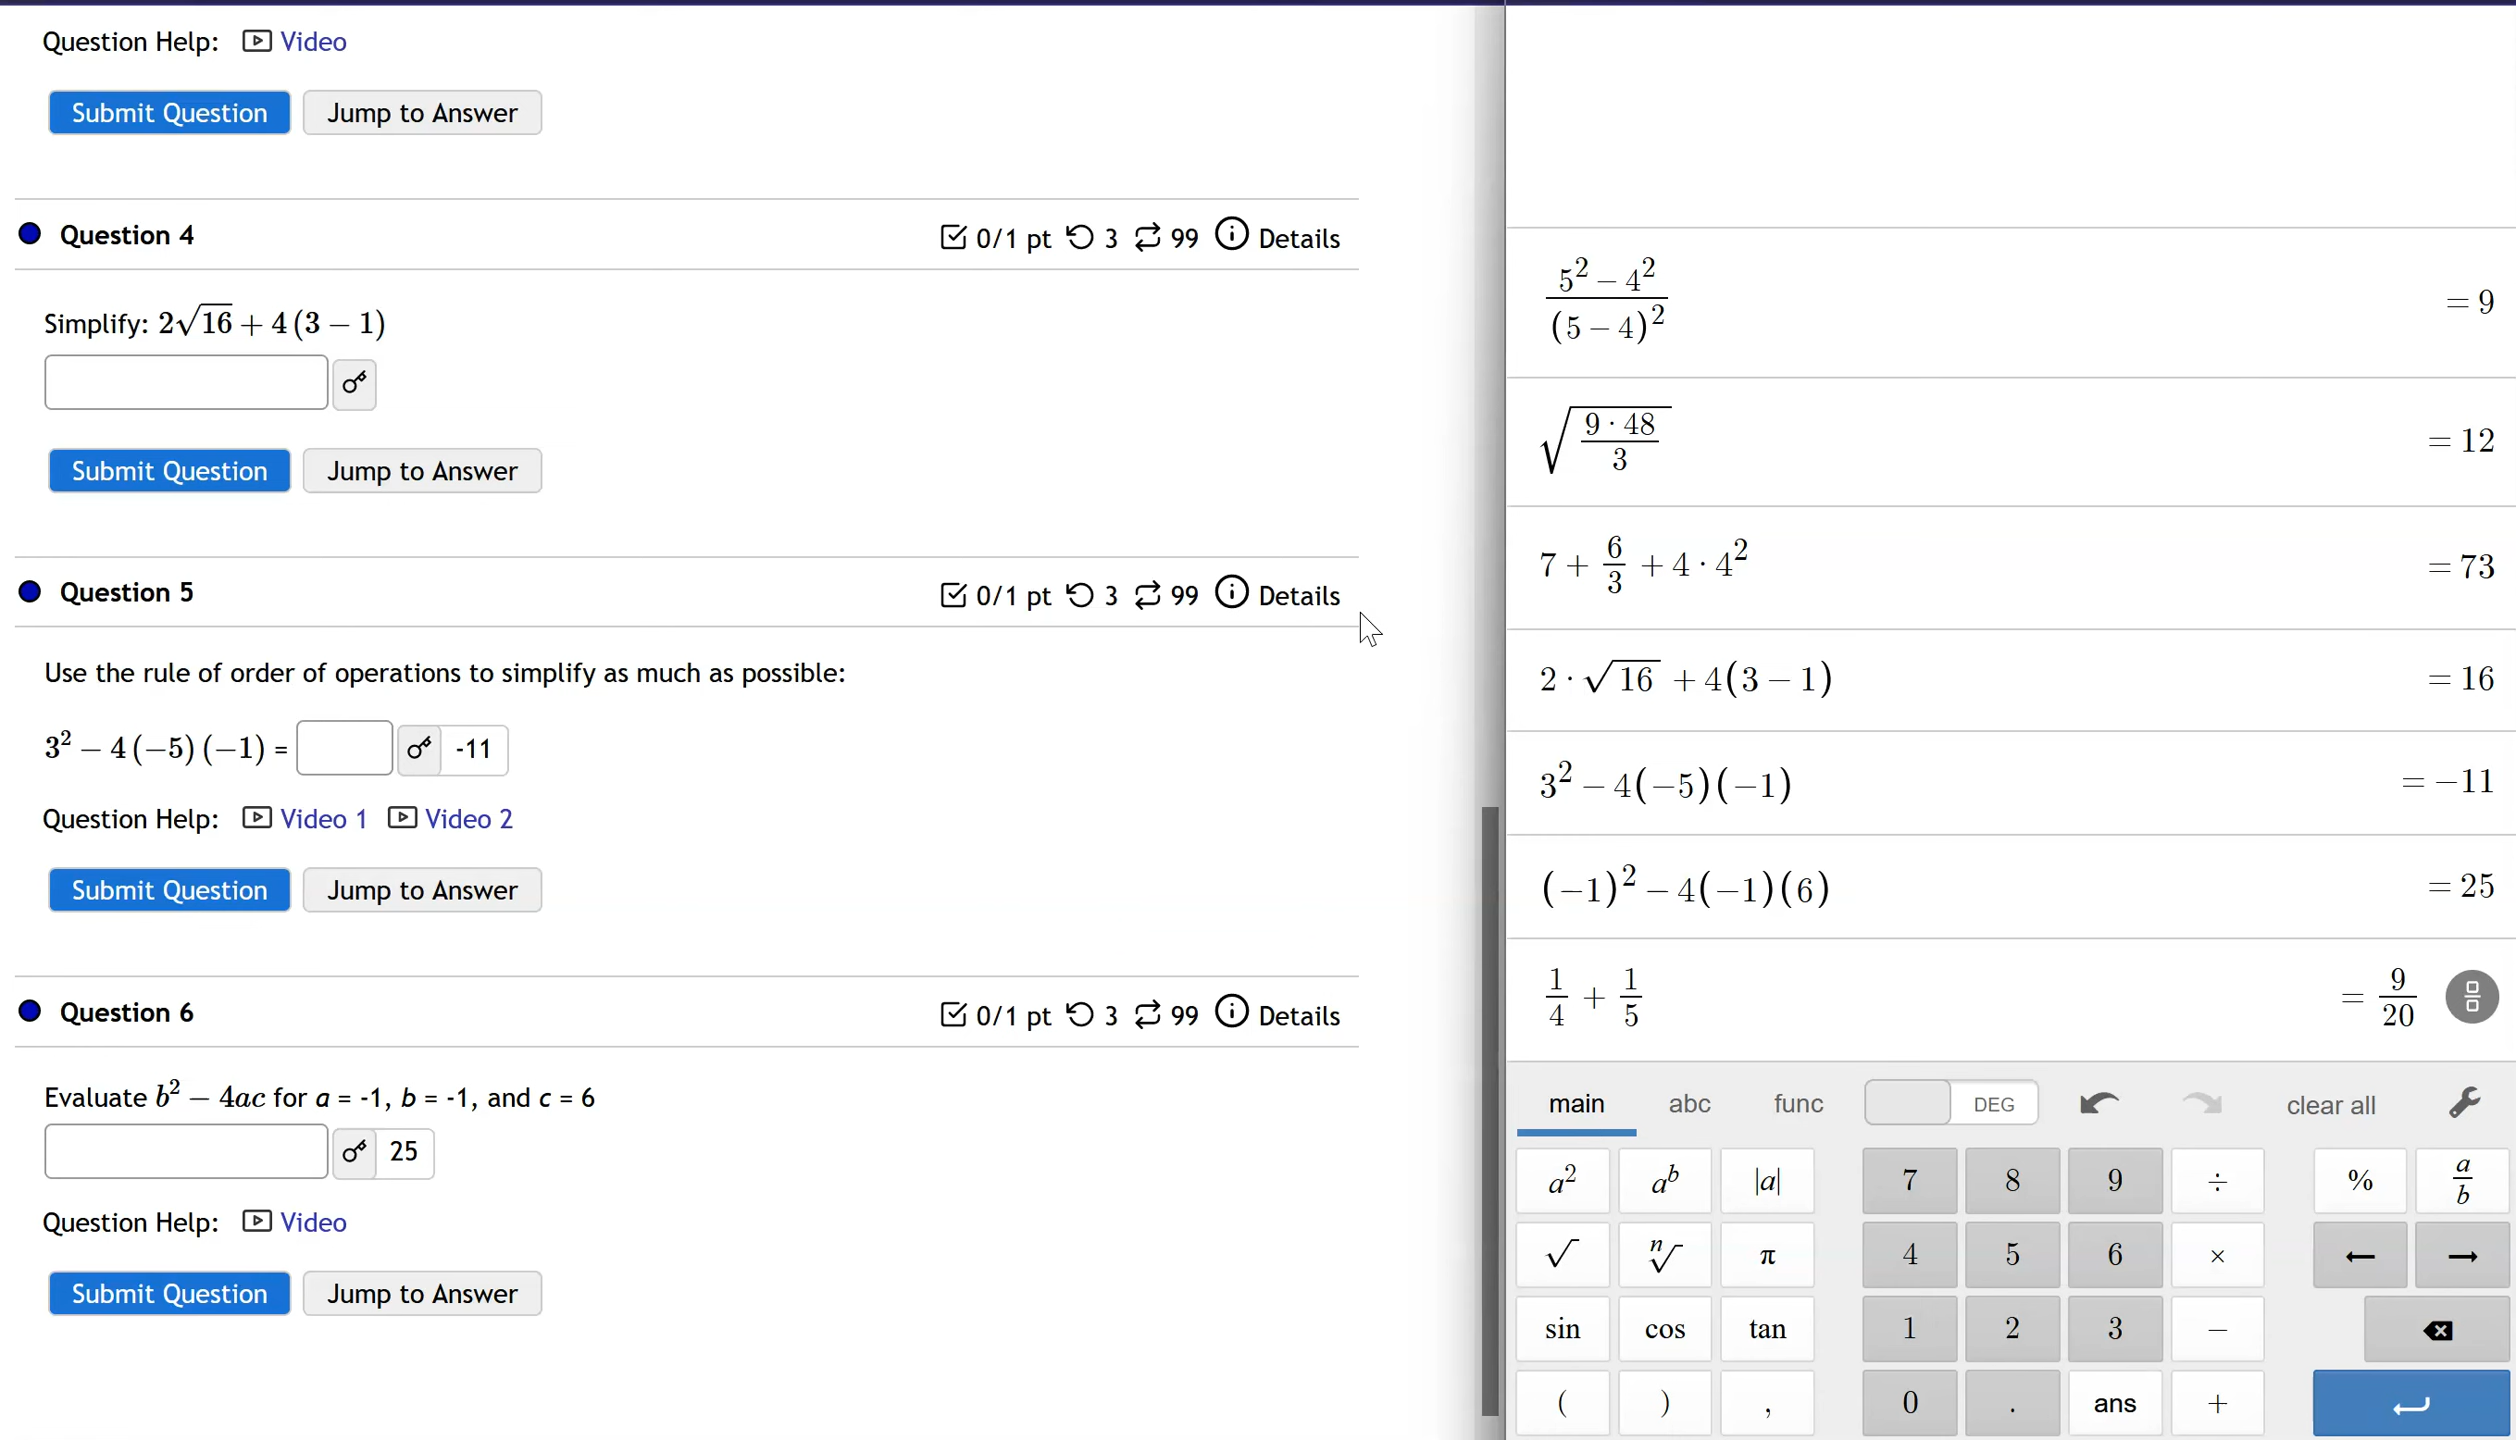 Question Help: Video
Submit Question Jump to Answer
Question 4 0/1 pt 3 99 Details
Simplify: 2√16 + 4(3 − 1)
Submit Question Jump to Answer
Question 5 0/1 pt 3 99 Details
Use the rule of order of operations to simplify as much as possible:
3² − 4(−5)(−1) = -11
Question Help: Video 1 Video 2
Submit Question Jump to Answer
Question 6 0/1 pt 3 99 Details
Evaluate b² − 4ac for a = -1, b = -1, and c = 6
25
Question Help: Video
Submit Question Jump to Answer
(5² − 4²)/(5 − 4)² = 9
√(9 · 48/3) = 12
7 + 6/3 + 4 · 4² = 73
2 · √16 + 4(3 − 1) = 16
3² − 4(−5)(−1) = −11
(−1)² − 4(−1)(6) = 25
1/4 + 1/5 = 9/20
main abc func DEG clear all
a² aᵇ |a| 7 8 9 ÷ % a/b
√ ⁿ√ π 4 5 6 × ← →
sin cos tan 1 2 3 −
( ) , 0 . ans +